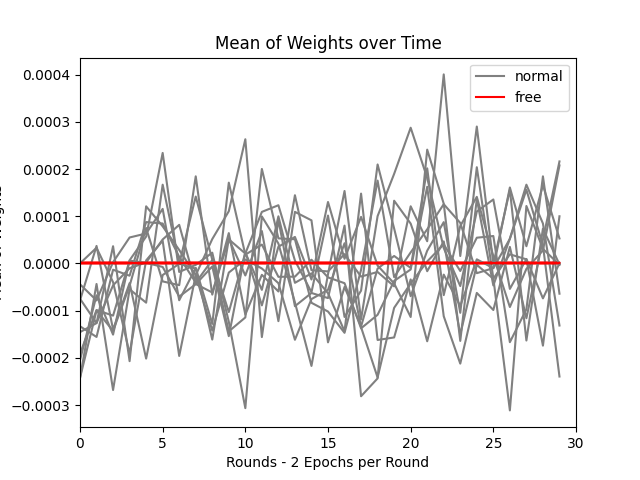 Mean of Weights over Time
normal
free
0.0004
0.0003
0.0002
0.0001
0.0000
−0.0001
−0.0002
−0.0003
0 5 10 15 20 25 30
Rounds - 2 Epochs per Round